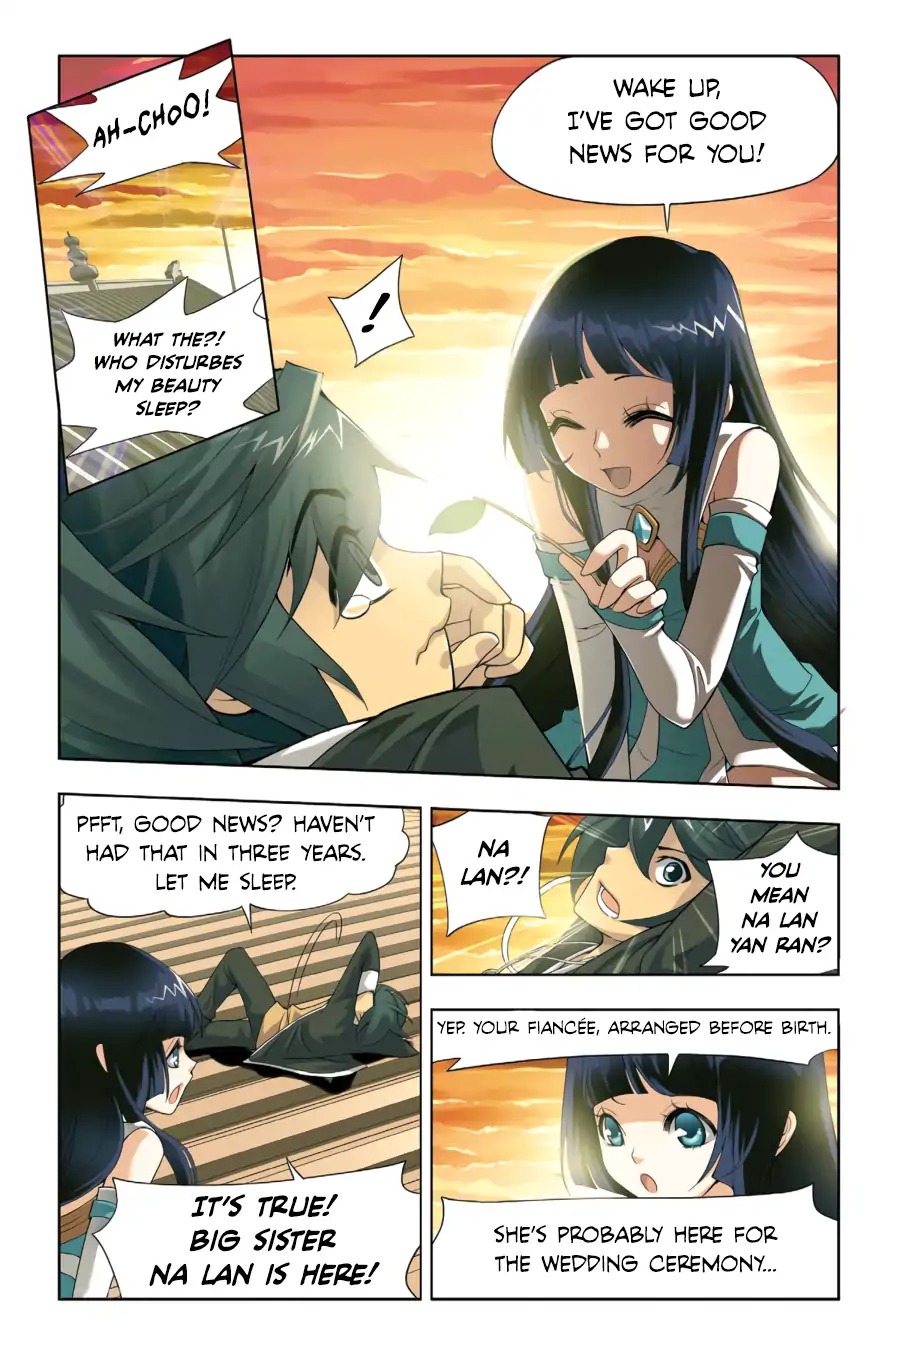 AH-CHOO!
WHAT THE?!
WHO DISTURBES
MY BEAUTY
SLEEP?
WAKE UP,
I'VE GOT GOOD
NEWS FOR YOU!
!
PFFT, GOOD NEWS? HAVEN'T
HAD THAT IN THREE YEARS.
LET ME SLEEP.
IT'S TRUE!
BIG SISTER
NA LAN IS HERE!
NA
LAN?!
YOU
MEAN
NA LAN
YAN RAN?
YEP. YOUR FIANCÉE, ARRANGED BEFORE BIRTH.
SHE'S PROBABLY HERE FOR
THE WEDDING CEREMONY...